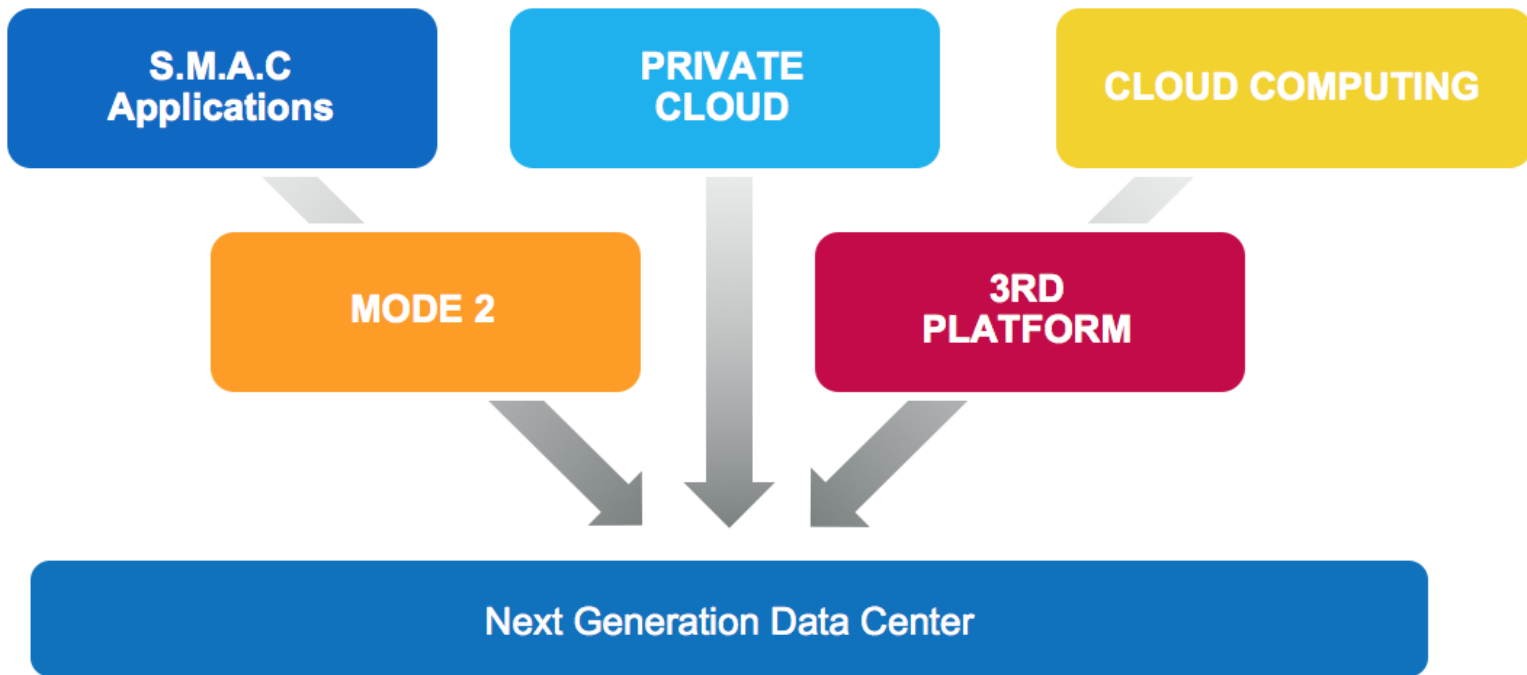 S.M.A.C
Applications
PRIVATE
CLOUD
CLOUD COMPUTING
MODE 2
3RD
PLATFORM
Next Generation Data Center